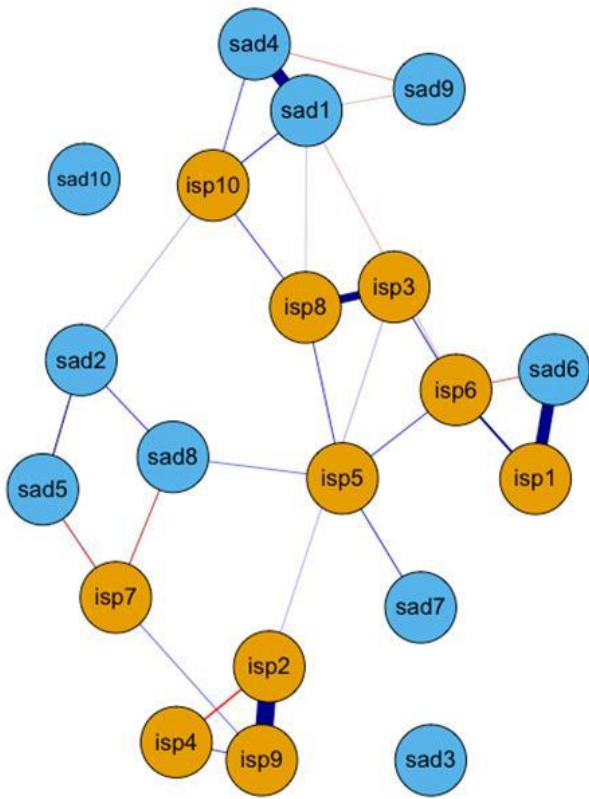 sad4
sad9
sad1
sad10
isp10
isp3
isp8
sad2
sad6
isp6
sad8
isp5
isp1
sad5
isp7
sad7
isp2
isp4
isp9
sad3